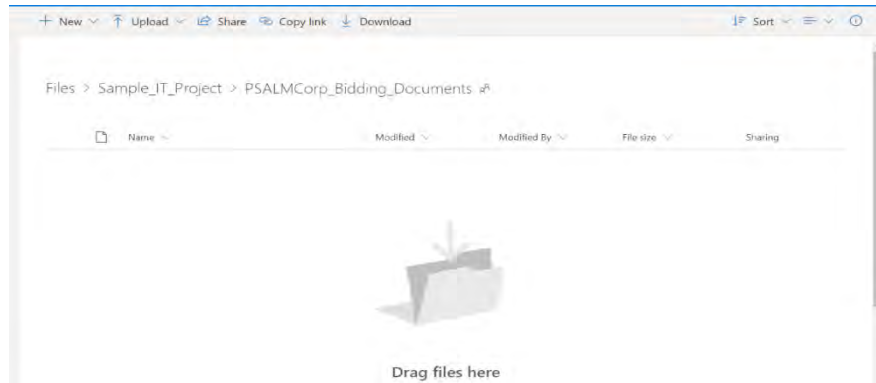 New Upload Share Copy link Download Sort
Files > Sample_IT_Project > PSALMCorp_Bidding_Documents
Name Modified Modified By File size Sharing
Drag files here